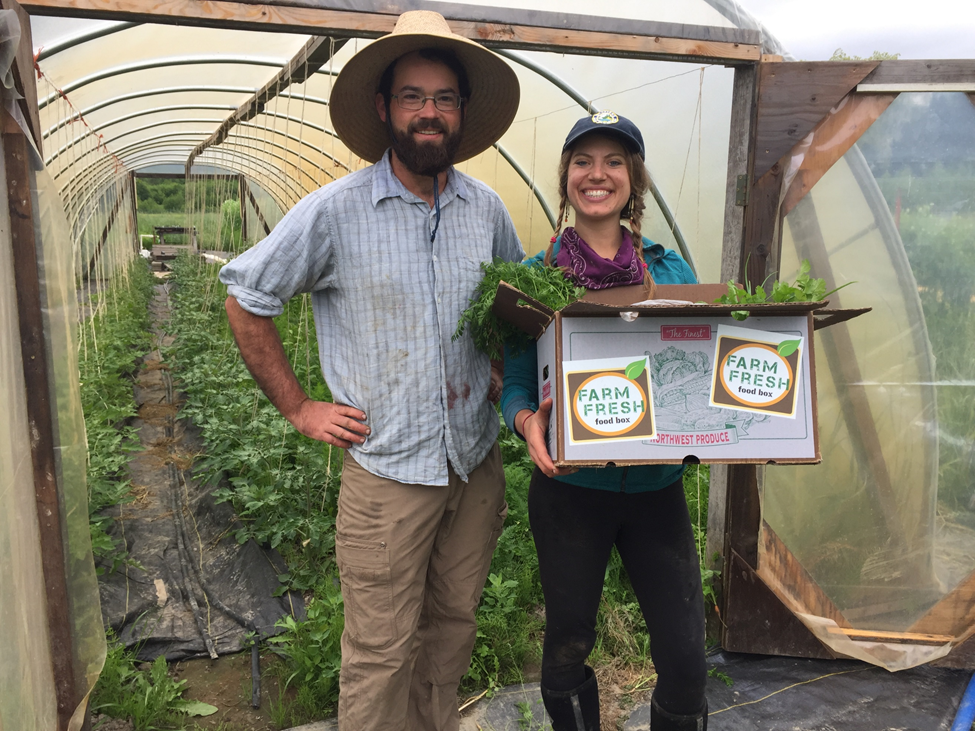 "The Finest"
FARM
FRESH
food box
FARM
FRESH
food box
NORTHWEST PRODUCE